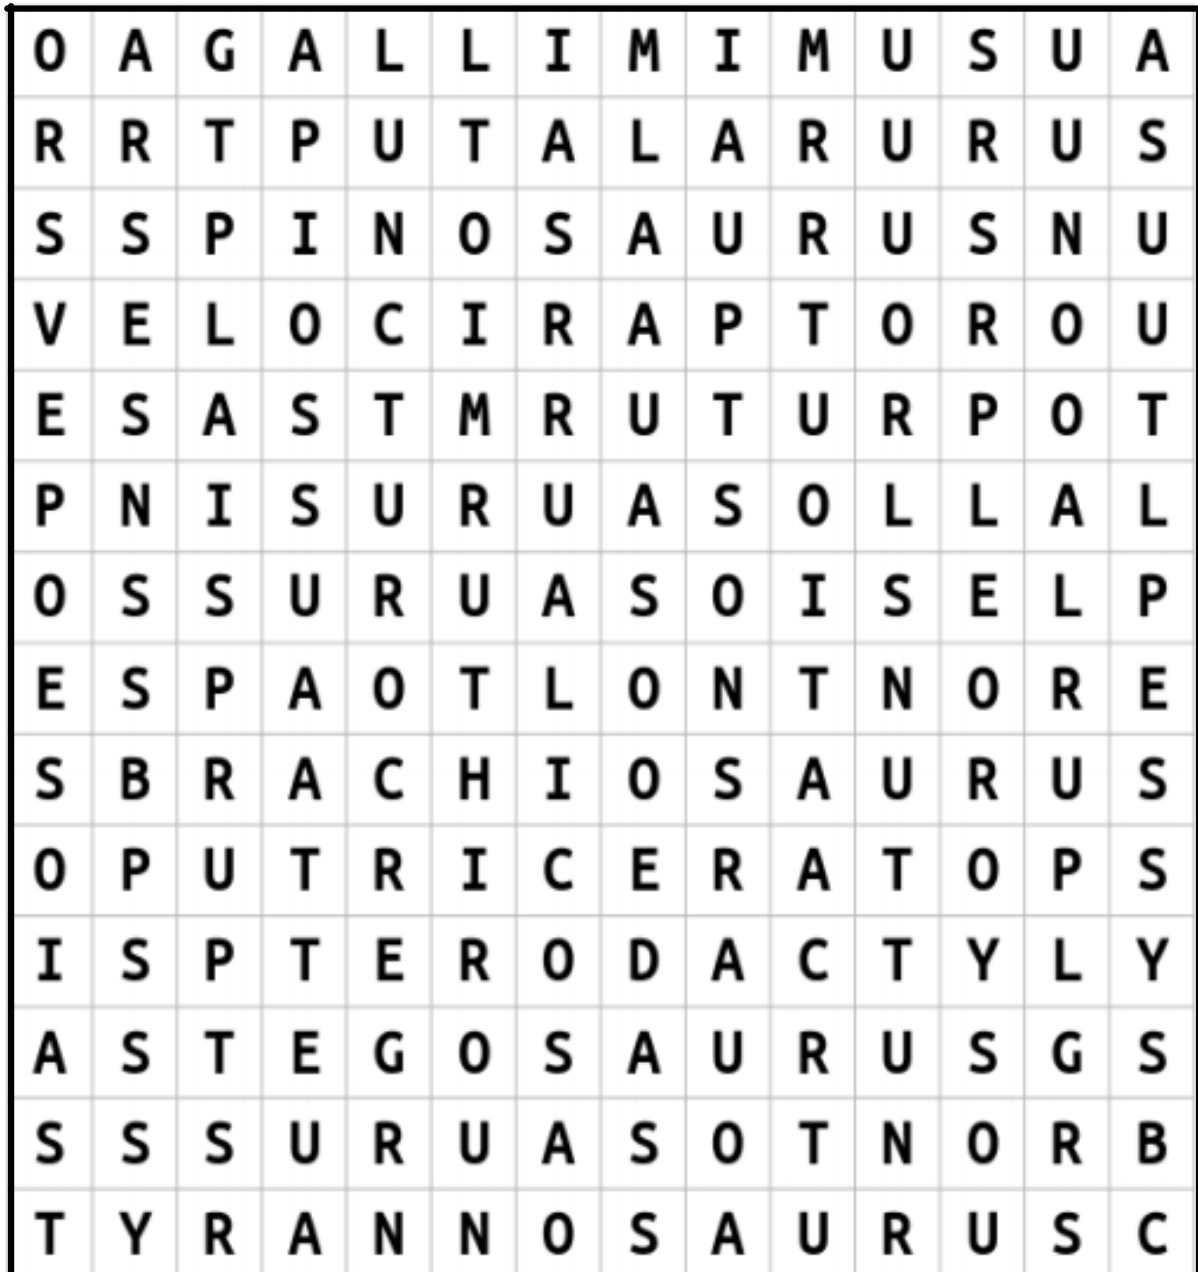 O A G A L L I M I M U S U A
R R T P U T A L A R U R U S
S S P I N O S A U R U S N U
V E L O C I R A P T O R O U
E S A S T M R U T U R P O T
P N I S U R U A S O L L A L
O S S U R U A S O I S E L P
E S P A O T L O N T N O R E
S B R A C H I O S A U R U S
O P U T R I C E R A T O P S
I S P T E R O D A C T Y L Y
A S T E G O S A U R U S G S
S S S U R U A S O T N O R B
T Y R A N N O S A U R U S C